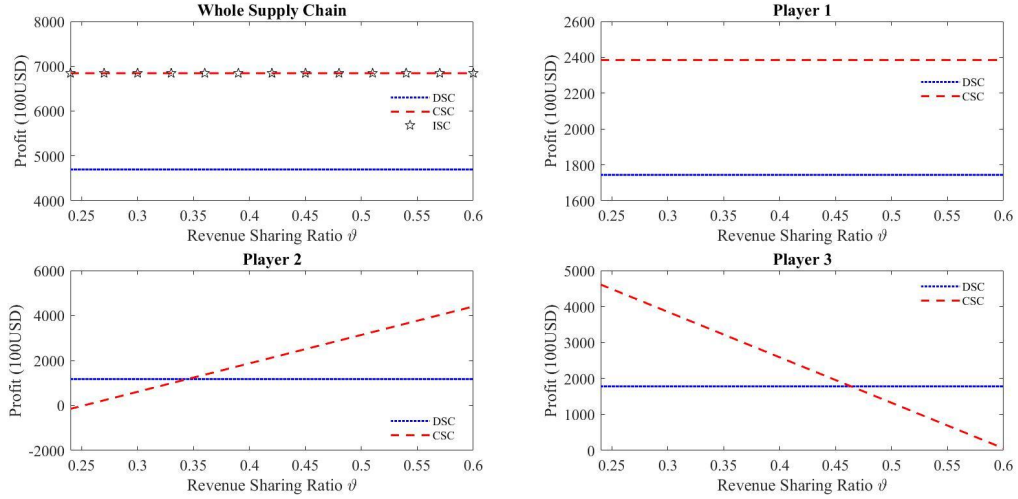 Whole Supply Chain
8000
7000
6000
5000
4000
Profit (100USD)
DSC
CSC
ISC
0.25 0.3 0.35 0.4 0.45 0.5 0.55 0.6
Revenue Sharing Ratio ϑ
Player 1
2600
2400
2200
2000
1800
1600
Profit (100USD)
DSC
CSC
0.25 0.3 0.35 0.4 0.45 0.5 0.55 0.6
Revenue Sharing Ratio ϑ
Player 2
6000
4000
2000
0
-2000
Profit (100USD)
DSC
CSC
0.25 0.3 0.35 0.4 0.45 0.5 0.55 0.6
Revenue Sharing Ratio ϑ
Player 3
5000
4000
3000
2000
1000
0
Profit (100USD)
DSC
CSC
0.25 0.3 0.35 0.4 0.45 0.5 0.55 0.6
Revenue Sharing Ratio ϑ